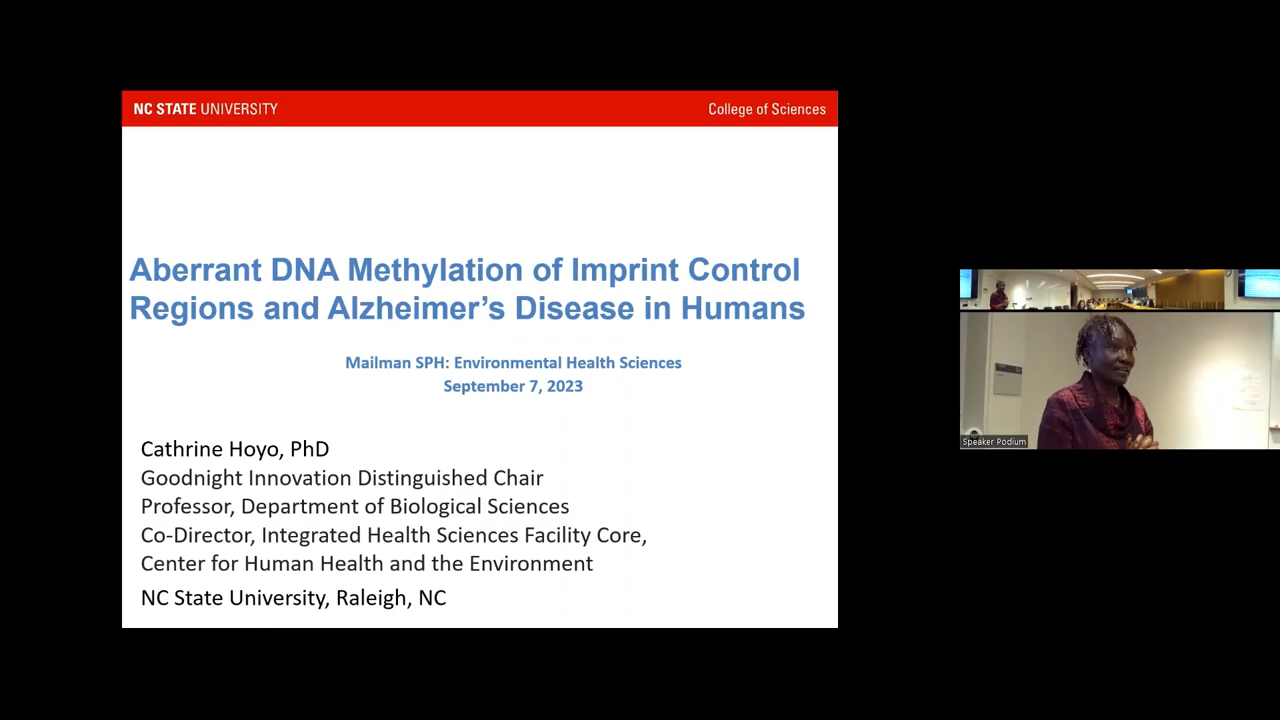 NC STATE UNIVERSITY
College of Sciences
Aberrant DNA Methylation of Imprint Control
Regions and Alzheimer’s Disease in Humans
Mailman SPH: Environmental Health Sciences
September 7, 2023
Cathrine Hoyo, PhD
Goodnight Innovation Distinguished Chair
Professor, Department of Biological Sciences
Co-Director, Integrated Health Sciences Facility Core,
Center for Human Health and the Environment
NC State University, Raleigh, NC
Speaker Podium